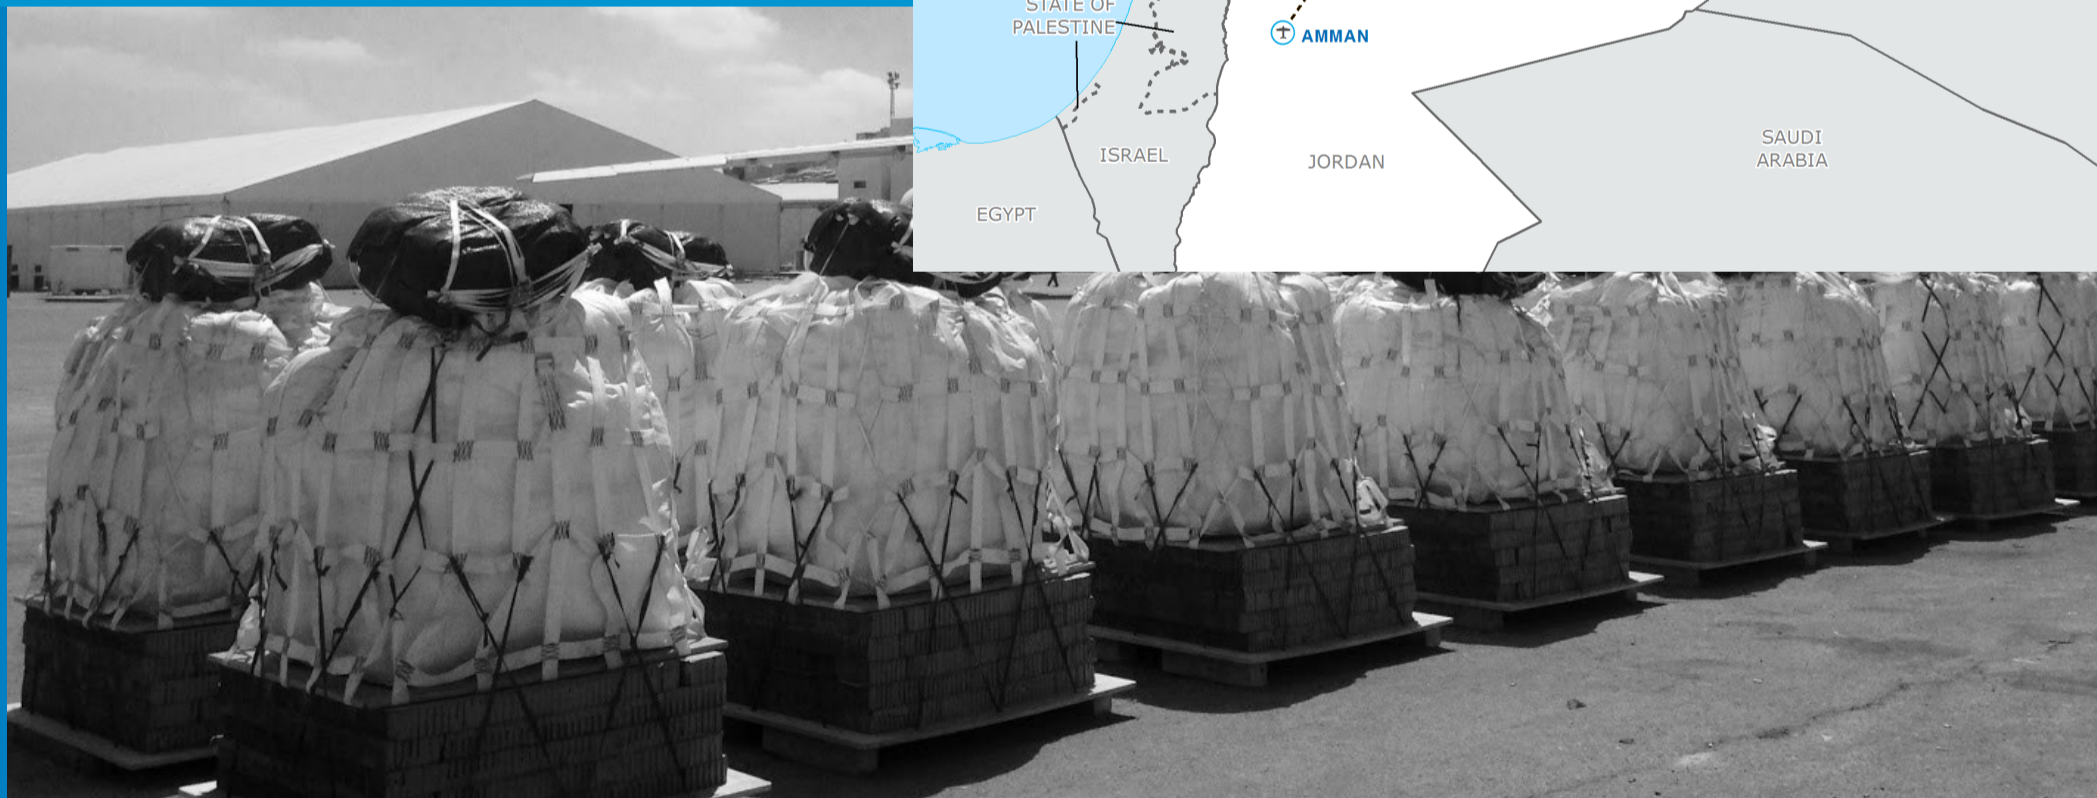 STATE OF
PALESTINE
AMMAN
ISRAEL
JORDAN
SAUDI
ARABIA
EGYPT